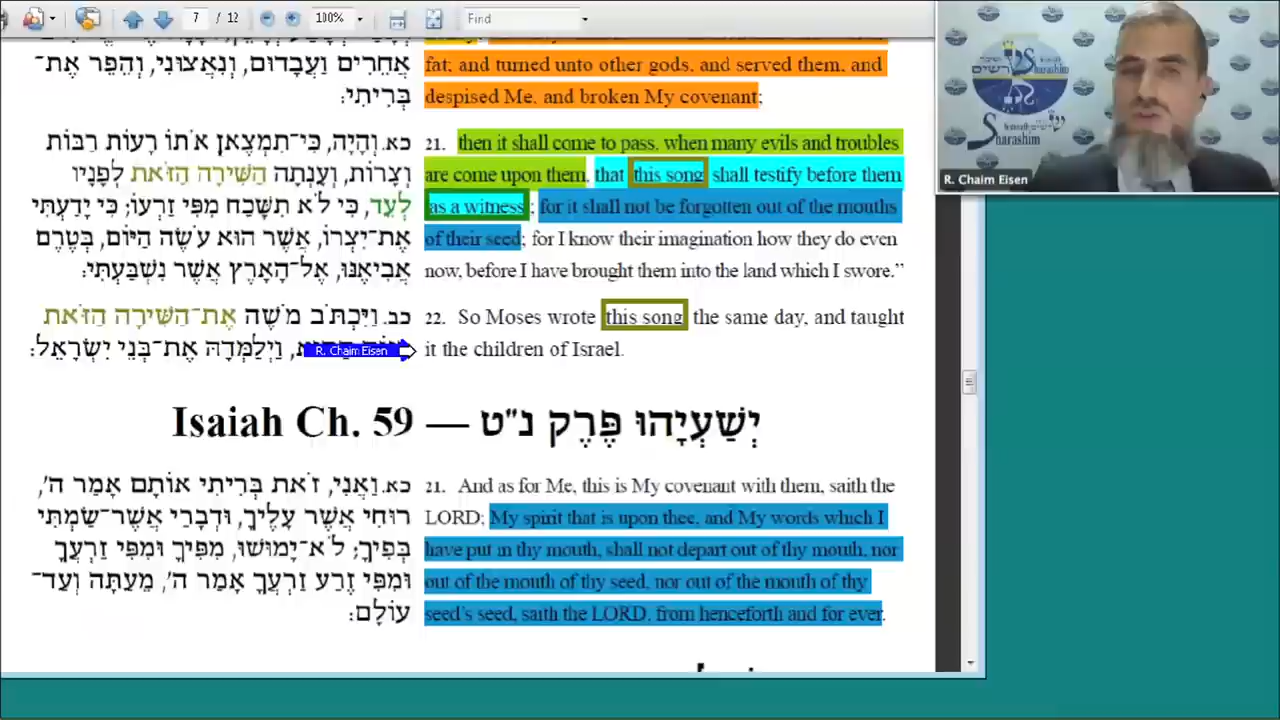 7 / 12
100%
Find
אֲחֵרִים וַעֲבָדוּם, וְנִאֲצוּנִי, וְהֵפֵר אֶת־
בְּרִיתִי:
fat; and turned unto other gods, and served them, and
despised Me, and broken My covenant;
כא. וְהָיָה, כִּי־תִמְצֶאןָ אֹתוֹ רָעוֹת רַבּוֹת
וְצָרוֹת, וְעָנְתָה הַשִּׁירָה הַזֹּאת לְפָנָיו
לְעֵד, כִּי לֹא תִשָּׁכַח מִפִּי זַרְעוֹ; כִּי יָדַעְתִּי
אֶת־יִצְרוֹ, אֲשֶׁר הוּא עֹשֶׂה הַיּוֹם, בְּטֶרֶם
אֲבִיאֶנּוּ, אֶל־הָאָרֶץ אֲשֶׁר נִשְׁבָּעְתִּי:
21. then it shall come to pass, when many evils and troubles
are come upon them, that this song shall testify before them
as a witness; for it shall not be forgotten out of the mouths
of their seed; for I know their imagination how they do even
now, before I have brought them into the land which I swore.”
כב. וַיִּכְתֹּב מֹשֶׁה אֶת־הַשִּׁירָה הַזֹּאת
וַיְלַמְּדָהּ אֶת־בְּנֵי יִשְׂרָאֵל:
R. Chaim Eisen
22. So Moses wrote this song the same day, and taught
it the children of Israel.
Isaiah Ch. 59 — יְשַׁעְיָהוּ פֶּרֶק נ"ט
כא. וַאֲנִי, זֹאת בְּרִיתִי אוֹתָם אָמַר ה',
רוּחִי אֲשֶׁר עָלֶיךָ, וּדְבָרַי אֲשֶׁר־שַׂמְתִּי
בְּפִיךָ; לֹא־יָמוּשׁוּ, מִפִּיךָ וּמִפִּי זַרְעֲךָ
וּמִפִּי זֶרַע זַרְעֲךָ אָמַר ה', מֵעַתָּה וְעַד־
עוֹלָם:
21. And as for Me, this is My covenant with them, saith the
LORD; My spirit that is upon thee, and My words which I
have put in thy mouth, shall not depart out of thy mouth, nor
out of the mouth of thy seed, nor out of the mouth of thy
seed’s seed, saith the LORD, from henceforth and for ever.
Sharashim
שרשים
Sharashim
R. Chaim Eisen